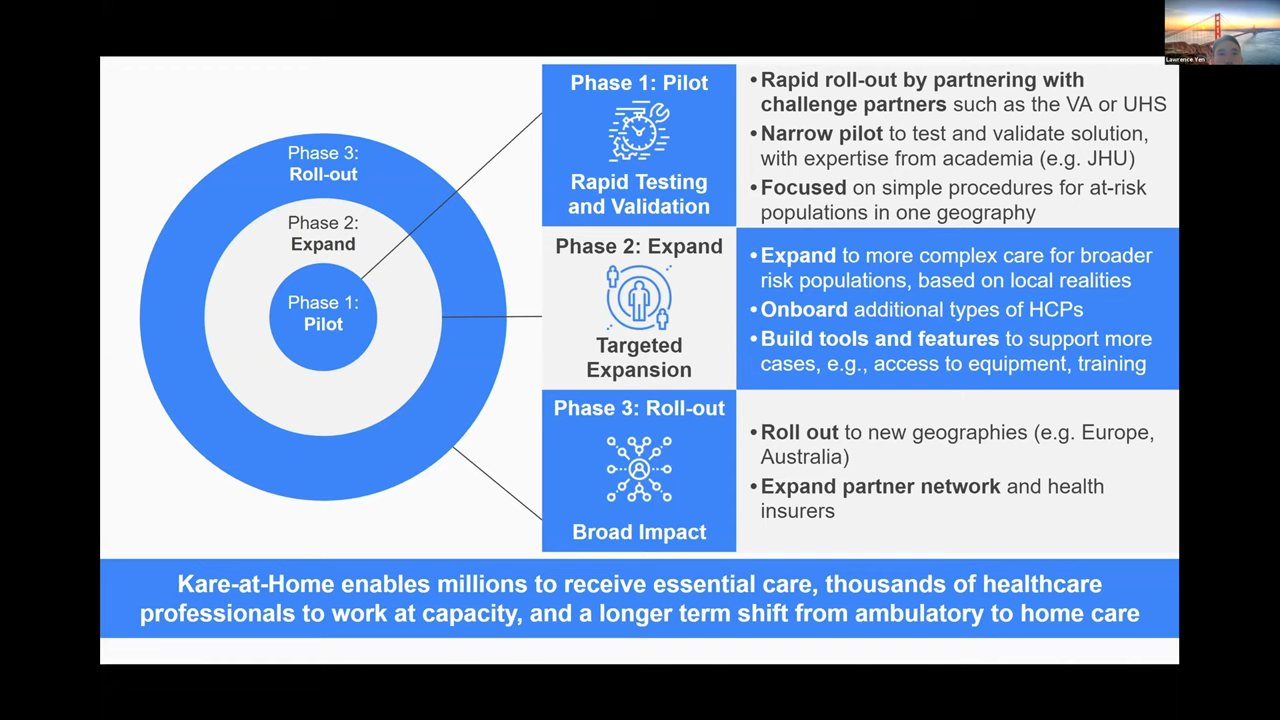 Lawrence Yen
Phase 3:
Roll-out
Phase 2:
Expand
Phase 1:
Pilot
Phase 1: Pilot
Rapid Testing
and Validation
• Rapid roll-out by partnering with
challenge partners such as the VA or UHS
• Narrow pilot to test and validate solution,
with expertise from academia (e.g. JHU)
• Focused on simple procedures for at-risk
populations in one geography
Phase 2: Expand
Targeted
Expansion
• Expand to more complex care for broader
risk populations, based on local realities
• Onboard additional types of HCPs
• Build tools and features to support more
cases, e.g., access to equipment, training
Phase 3: Roll-out
Broad Impact
• Roll out to new geographies (e.g. Europe,
Australia)
• Expand partner network and health
insurers
Kare-at-Home enables millions to receive essential care, thousands of healthcare
professionals to work at capacity, and a longer term shift from ambulatory to home care